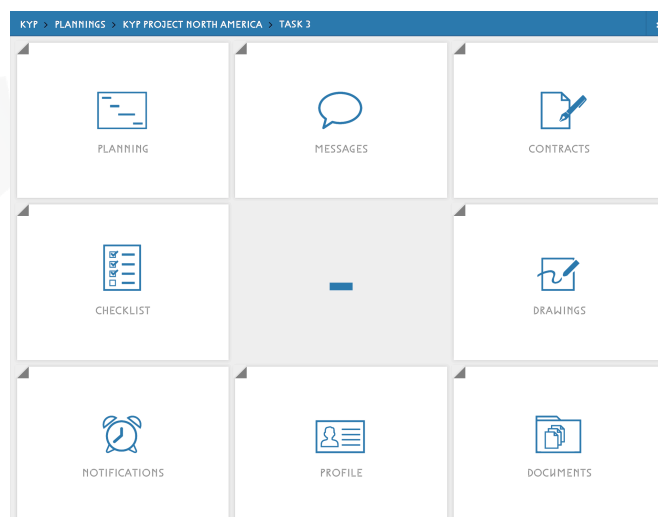 KYP > PLANNINGS > KYP PROJECT NORTH AMERICA > TASK 3
PLANNING
MESSAGES
CONTRACTS
CHECKLIST
DRAWINGS
NOTIFICATIONS
PROFILE
DOCUMENTS